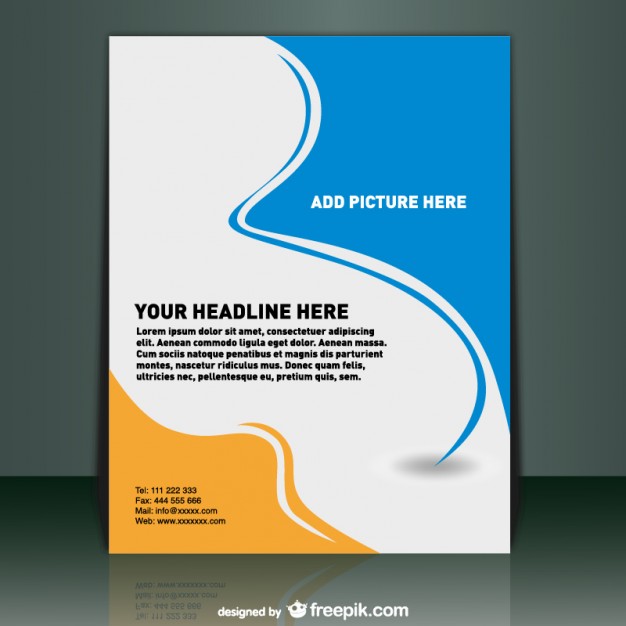 ADD PICTURE HERE
YOUR HEADLINE HERE
Lorem ipsum dolor sit amet, consectetuer adipiscing
elit. Aenean commodo ligula eget dolor. Aenean massa.
Cum sociis natoque penatibus et magnis dis parturient
montes, nascetur ridiculus mus. Donec quam felis,
ultricies nec, pellentesque eu, pretium quis, sem.
Tel: 111 222 333
Fax: 444 555 666
Mail: info@xxxxx.com
Web: www.xxxxxxx.com
designed by freepik.com